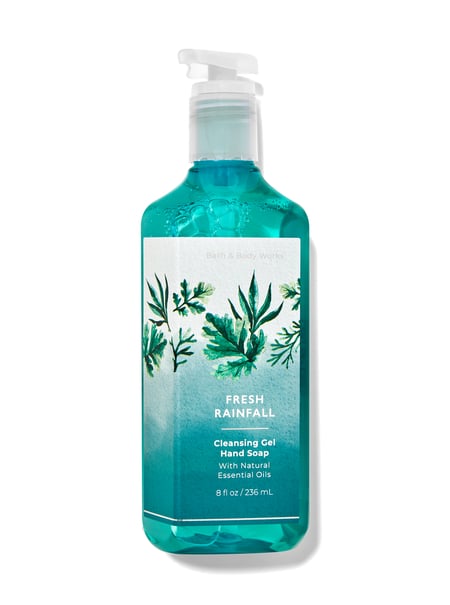 Bath & Body Works
FRESH
RAINFALL
Cleansing Gel
Hand Soap
With Natural
Essential Oils
8 fl oz / 236 mL